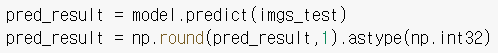 pred_result = model.predict(imgs_test)
pred_result = np.round(pred_result,1).astype(np.int32)